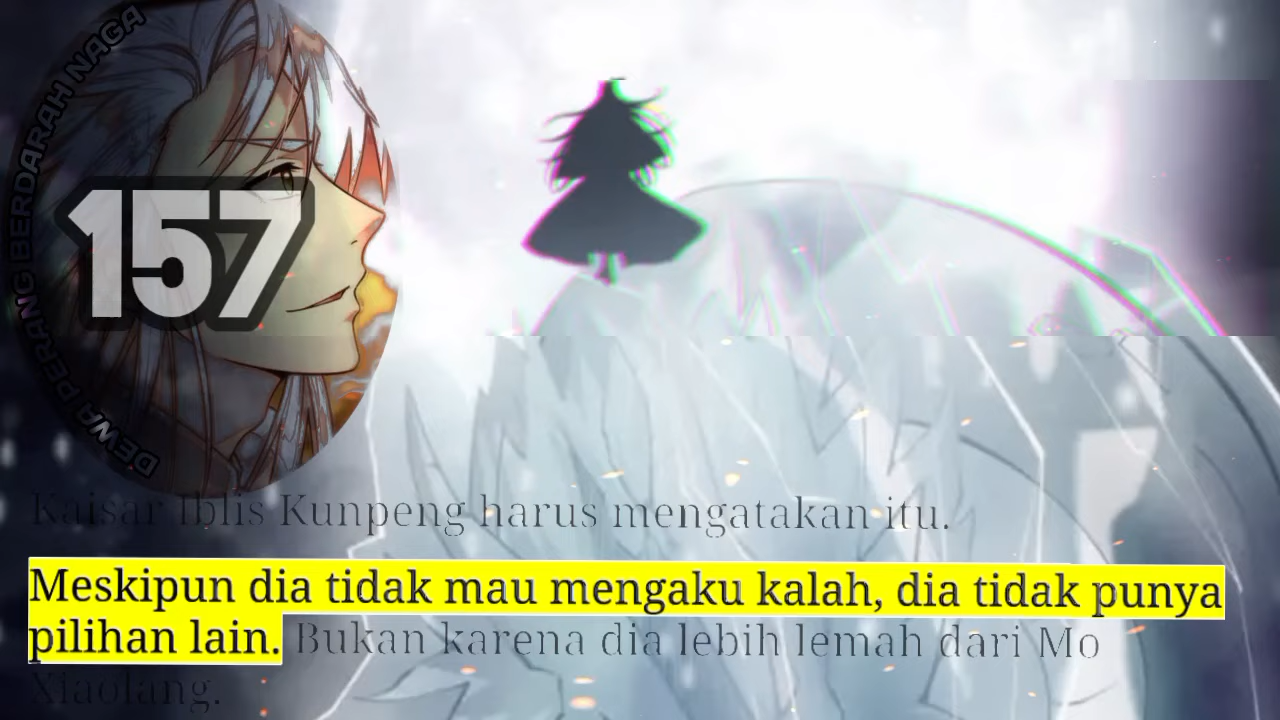 DEWA PERANG BERDARAH NAGA
157
Kaisar Iblis Kunpeng harus mengatakan itu.
Meskipun dia tidak mau mengaku kalah, dia tidak punya
pilihan lain. Bukan karena dia lebih lemah dari Mo
Xiaolang.